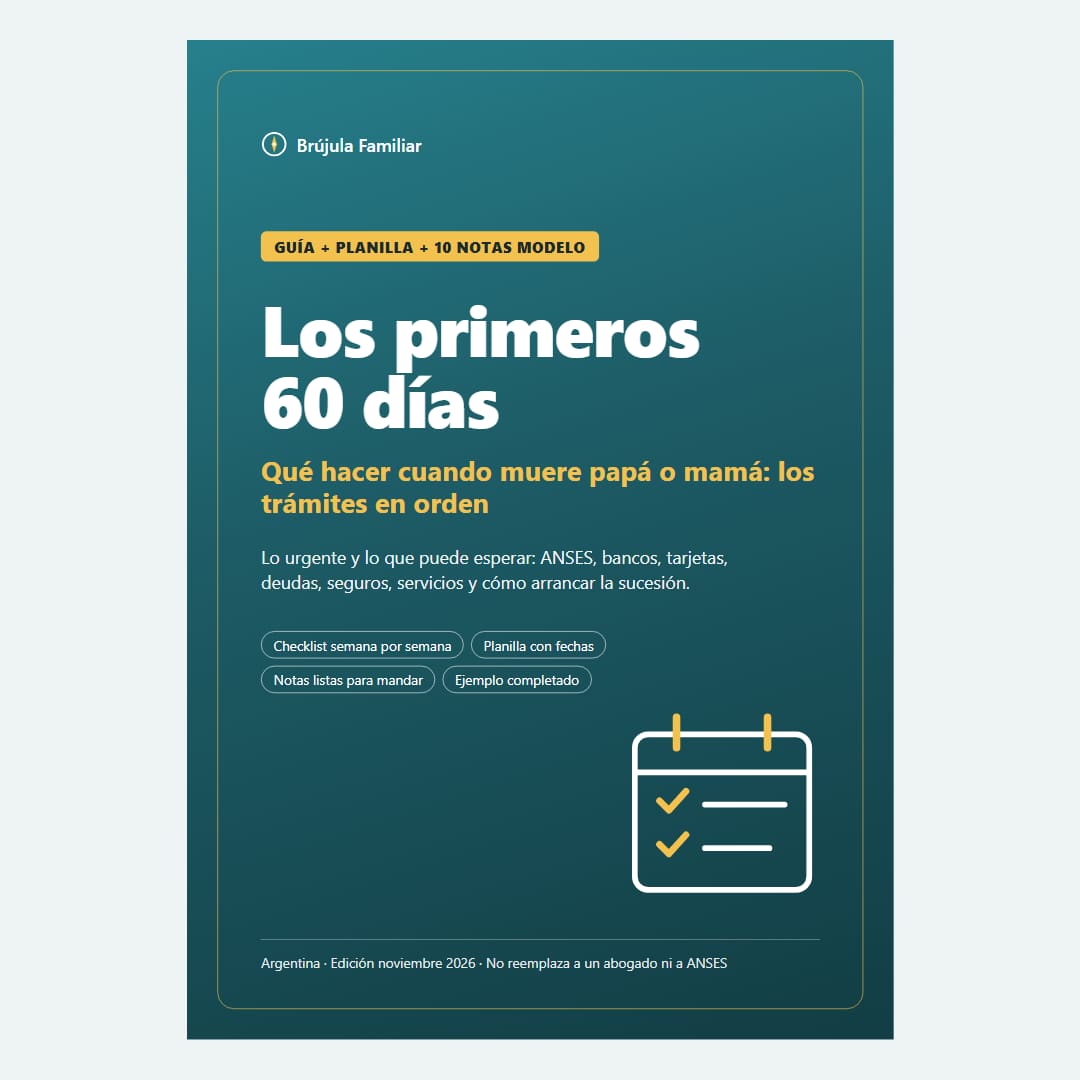 Brújula Familiar
GUÍA + PLANILLA + 10 NOTAS MODELO
Los primeros
60 días
Qué hacer cuando muere papá o mamá: los
trámites en orden
Lo urgente y lo que puede esperar: ANSES, bancos, tarjetas,
deudas, seguros, servicios y cómo arrancar la sucesión.
Checklist semana por semana
Planilla con fechas
Notas listas para mandar
Ejemplo completado
Argentina · Edición noviembre 2026 · No reemplaza a un abogado ni a ANSES